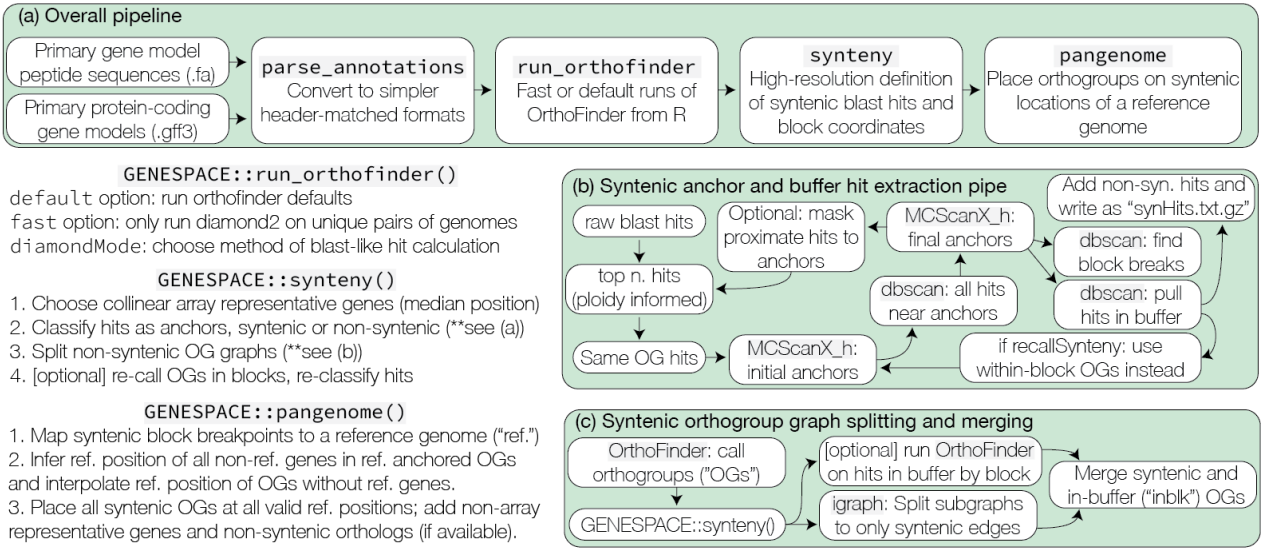 (a) Overall pipeline
Primary gene model
peptide sequences (.fa)
Primary protein-coding
gene models (.gff3)
parse_annotations
Convert to simpler
header-matched formats
run_orthofinder
Fast or default runs of
OrthoFinder from R
synteny
High-resolution definition
of syntenic blast hits and
block coordinates
pangenome
Place orthogroups on syntenic
locations of a reference
genome
GENESPACE::run_orthofinder()
default option: run orthofinder defaults
fast option: only run diamond2 on unique pairs of genomes
diamondMode: choose method of blast-like hit calculation
GENESPACE::synteny()
1. Choose collinear array representative genes (median position)
2. Classify hits as anchors, syntenic or non-syntenic (**see (a))
3. Split non-syntenic OG graphs (**see (b))
4. [optional] re-call OGs in blocks, re-classify hits
GENESPACE::pangenome()
1. Map syntenic block breakpoints to a reference genome ("ref.")
2. Infer ref. position of all non-ref. genes in ref. anchored OGs
and interpolate ref. position of OGs without ref. genes.
3. Place all syntenic OGs at all valid ref. positions; add non-array
representative genes and non-syntenic orthologs (if available).
(b) Syntenic anchor and buffer hit extraction pipe
raw blast hits
top n. hits
(ploidy informed)
Same OG hits
Optional: mask
proximate hits to
anchors
MCScanX_h:
initial anchors
MCScanX_h:
final anchors
dbscan: all hits
near anchors
Add non-syn. hits and
write as "synHits.txt.gz"
dbscan: find
block breaks
dbscan: pull
hits in buffer
if recallSynteny: use
within-block OGs instead
(c) Syntenic orthogroup graph splitting and merging
OrthoFinder: call
orthogroups ("OGs")
GENESPACE::synteny()
[optional] run OrthoFinder
on hits in buffer by block
igraph: Split subgraphs
to only syntenic edges
Merge syntenic and
in-buffer ("inblk") OGs